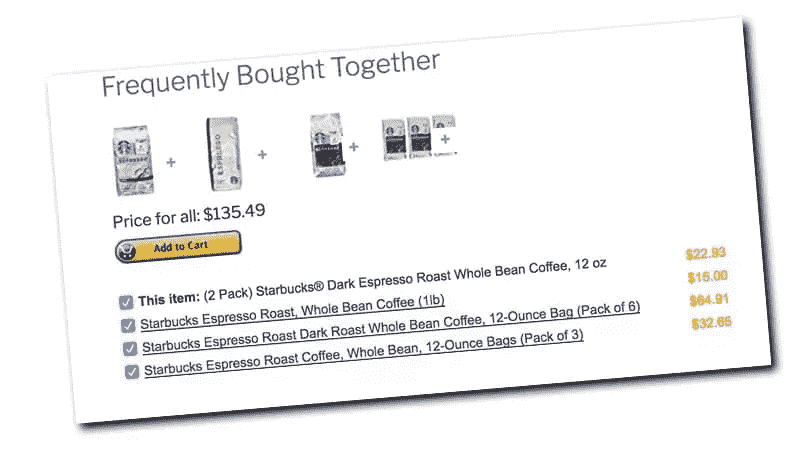 Frequently Bought Together
ESPRESSO
+ + + +
Price for all: $135.49
Add to Cart
This item: (2 Pack) Starbucks® Dark Espresso Roast Whole Bean Coffee, 12 oz $22.93
Starbucks Espresso Roast, Whole Bean Coffee (1lb) $15.00
Starbucks Espresso Roast Dark Roast Whole Bean Coffee, 12-Ounce Bag (Pack of 6) $64.91
Starbucks Espresso Roast Coffee, Whole Bean, 12-Ounce Bags (Pack of 3) $32.65